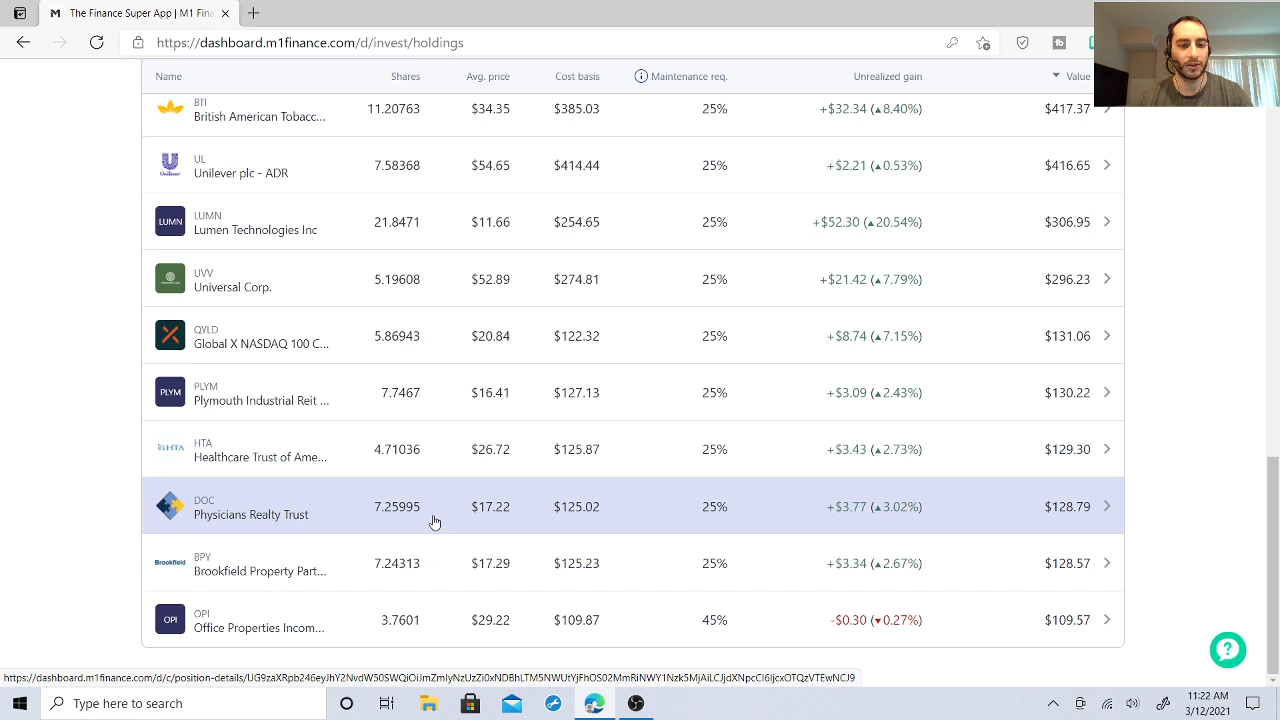 M The Finance Super App | M1 Fina
https://dashboard.m1finance.com/d/invest/holdings
Name Shares Avg. price Cost basis Maintenance req. Unrealized gain Value
BTI
British American Tobacc... 11.20763 $34.35 $385.03 25% +$32.34 (▲8.40%) $417.37
UL
Unilever plc - ADR 7.58368 $54.65 $414.44 25% +$2.21 (▲0.53%) $416.65
Unilever
LUMN
LUMN
Lumen Technologies Inc 21.8471 $11.66 $254.65 25% +$52.30 (▲20.54%) $306.95
UVV
Universal Corp. 5.19608 $52.89 $274.81 25% +$21.42 (▲7.79%) $296.23
QYLD
Global X NASDAQ 100 C... 5.86943 $20.84 $122.32 25% +$8.74 (▲7.15%) $131.06
PLYM
PLYM
Plymouth Industrial Reit ... 7.7467 $16.41 $127.13 25% +$3.09 (▲2.43%) $130.22
HTA
HTA
Healthcare Trust of Ame... 4.71036 $26.72 $125.87 25% +$3.43 (▲2.73%) $129.30
DOC
Physicians Realty Trust 7.25995 $17.22 $125.02 25% +$3.77 (▲3.02%) $128.79
BPY
Brookfield
Brookfield Property Part... 7.24313 $17.29 $125.23 25% +$3.34 (▲2.67%) $128.57
OPI
OPI
Office Properties Incom... 3.7601 $29.22 $109.87 45% -$0.30 (▼0.27%) $109.57
Type here to search
11:22 AM
3/12/2021